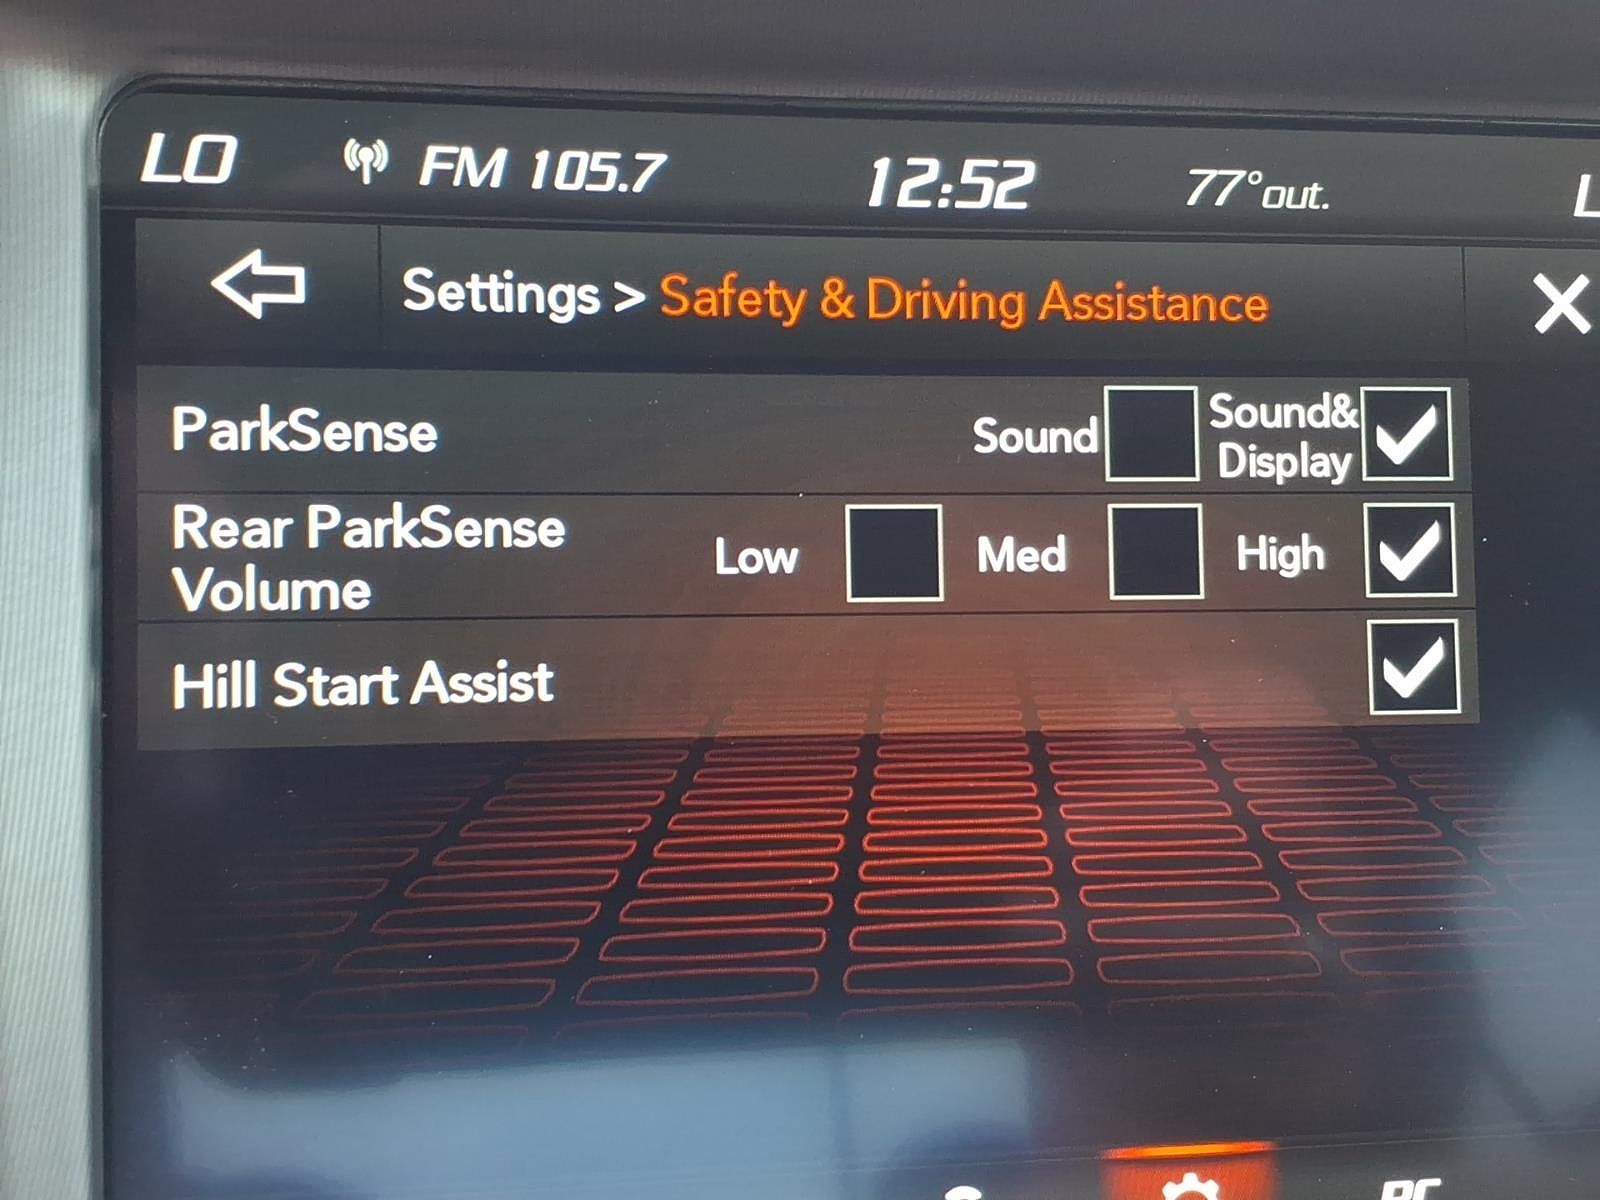 LO FM 105.7 12:52 77° out. L
Settings > Safety & Driving Assistance
ParkSense Sound Sound&
Display
Rear ParkSense
Volume Low Med High
Hill Start Assist